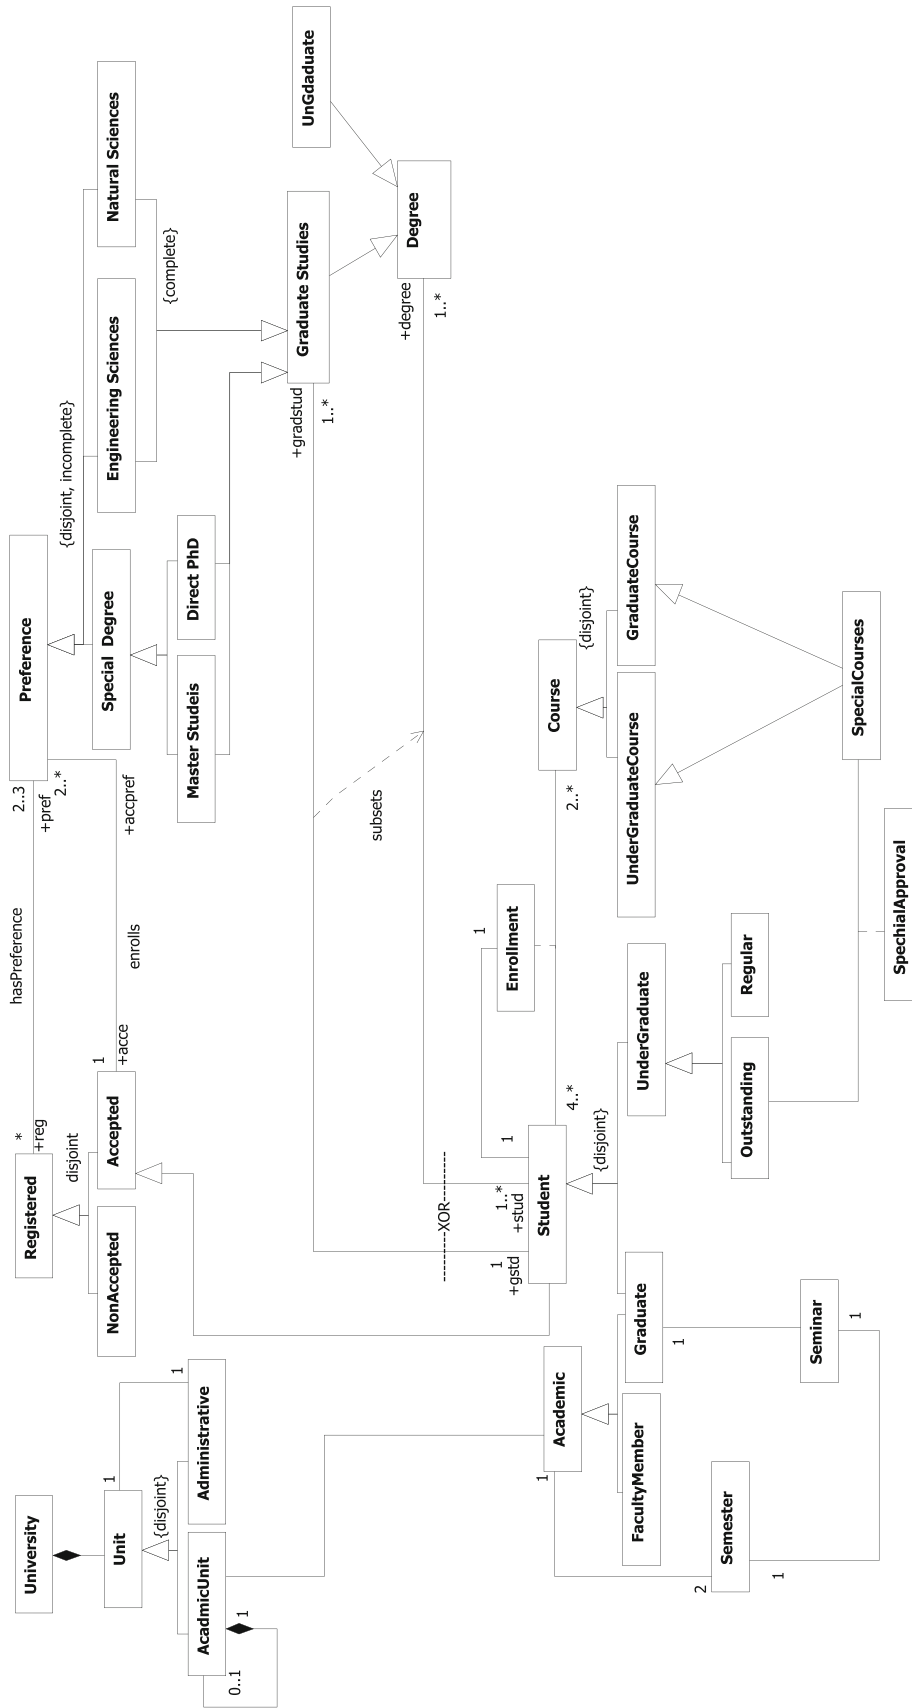 University
Unit
1
1
{disjoint}
AcadmicUnit
Administrative
1
0..1
Registered
*
+reg
hasPreference
2..3
+pref
Preference
disjoint
NonAccepted
Accepted
1
+acce
enrolls
+accpref
2..*
{disjoint, incomplete}
Special Degree
Engineering Sciences
Natural Sciences
{complete}
Master Studeis
Direct PhD
Graduate Studies
+gradstud
1..*
UnGdaduate
Degree
+degree
1..*
subsets
-------XOR-------
1
+gstd
1..*
+stud
1
Student
Enrollment
1
4..*
2..*
Course
{disjoint}
{disjoint}
UnderGraduateCourse
GraduateCourse
SpecialCourses
UnderGraduate
Outstanding
Regular
SpechialApproval
Academic
1
FacultyMember
Graduate
1
Semester
2
1
Seminar
1